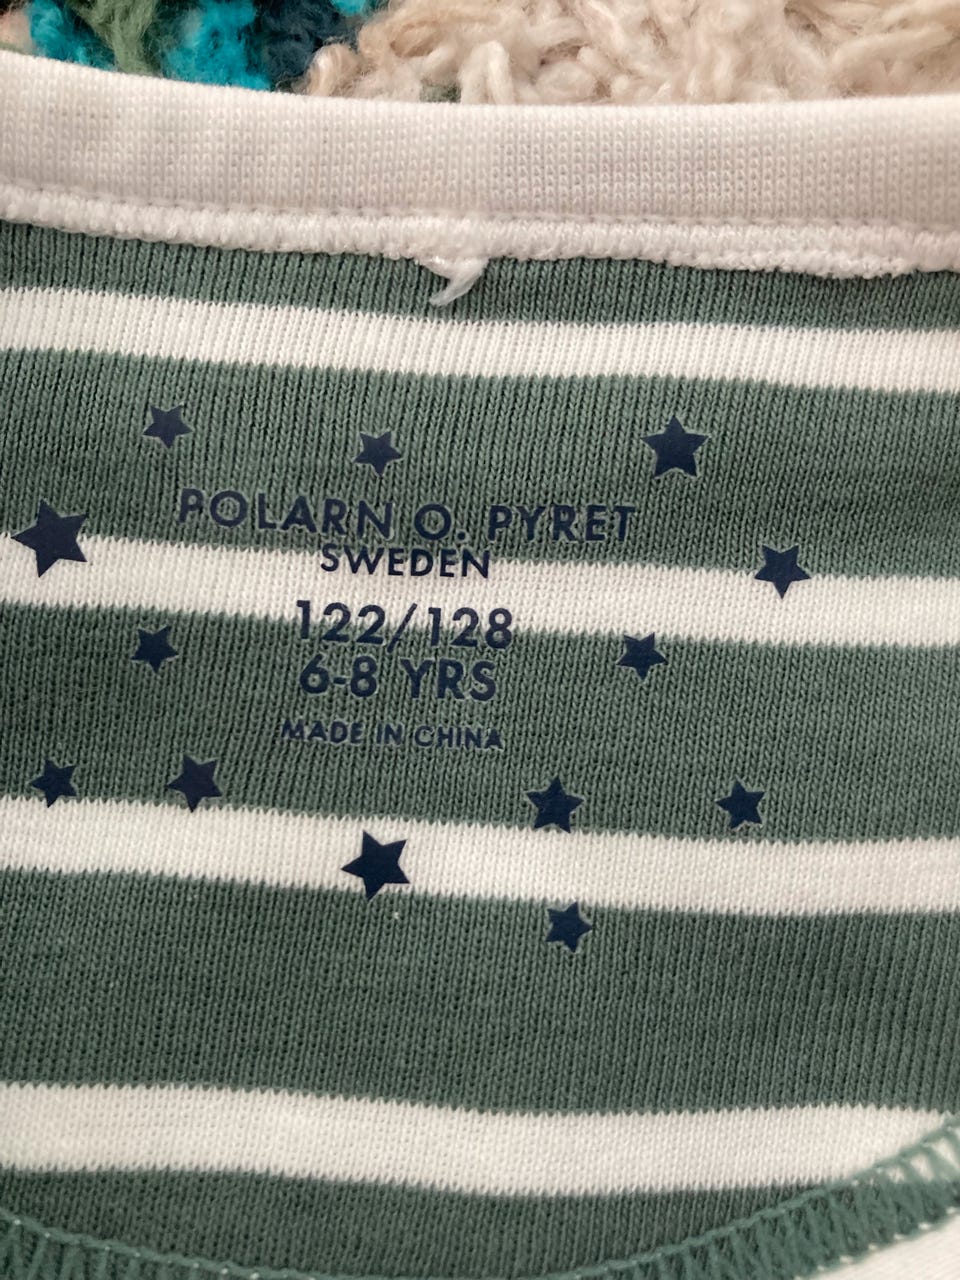 POLARN O. PYRET
SWEDEN
122/128
6-8 YRS
MADE IN CHINA